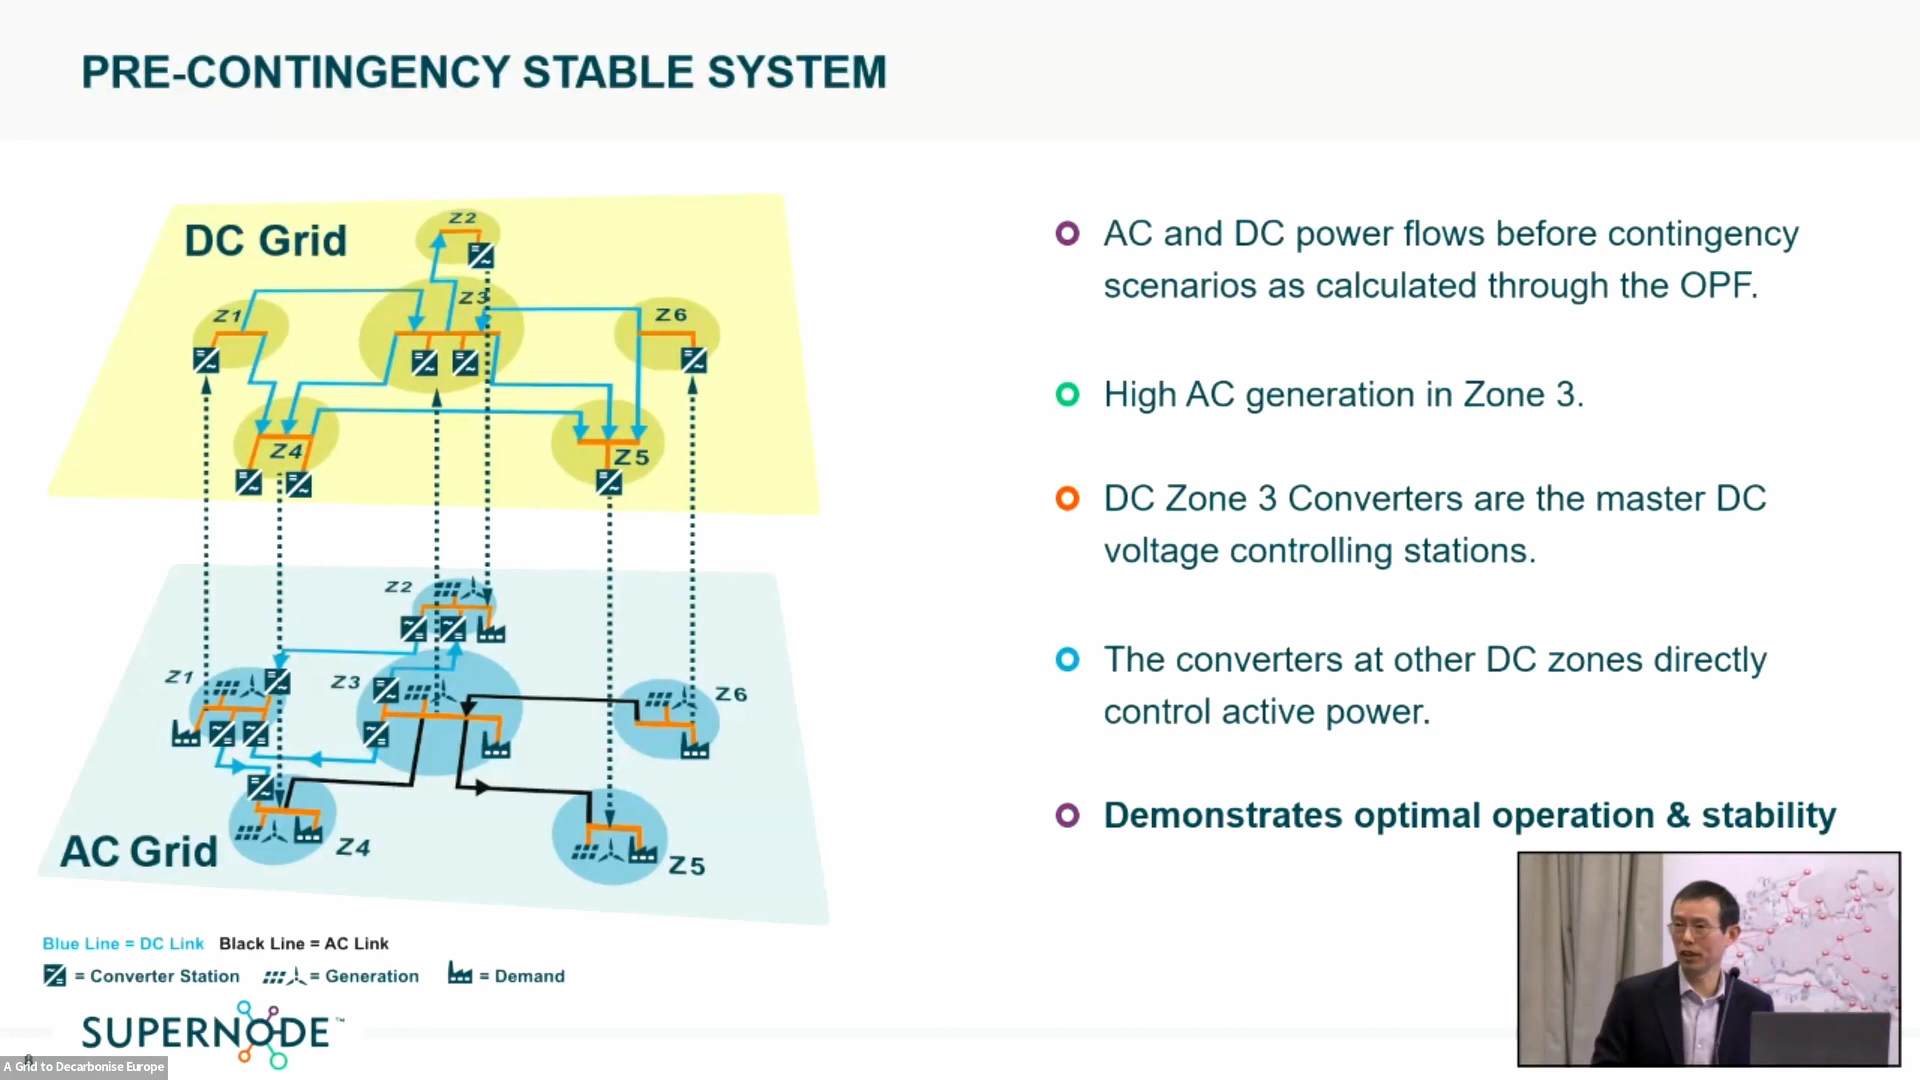 PRE-CONTINGENCY STABLE SYSTEM
DC Grid
Z2
Z3
Z1
Z6
Z4
Z5
Z2
Z1
Z3
Z6
Z4
Z5
AC Grid
Blue Line = DC Link Black Line = AC Link
= Converter Station = Generation = Demand
AC and DC power flows before contingency
scenarios as calculated through the OPF.
High AC generation in Zone 3.
DC Zone 3 Converters are the master DC
voltage controlling stations.
The converters at other DC zones directly
control active power.
Demonstrates optimal operation & stability
SUPERNODE™
8
A Grid to Decarbonise Europe